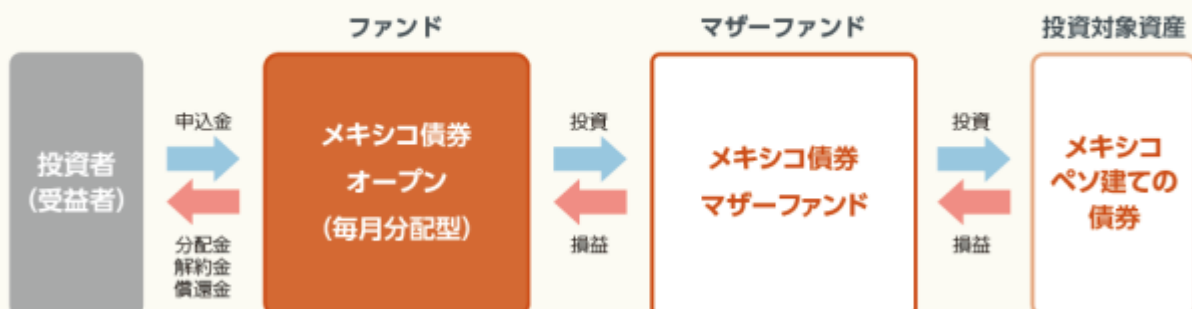 ファンド
マザーファンド
投資対象資産
投資者
(受益者)
申込金
分配金
解約金
償還金
メキシコ債券
オープン
(毎月分配型)
投資
損益
メキシコ債券
マザーファンド
投資
損益
メキシコ
ペソ建ての
債券